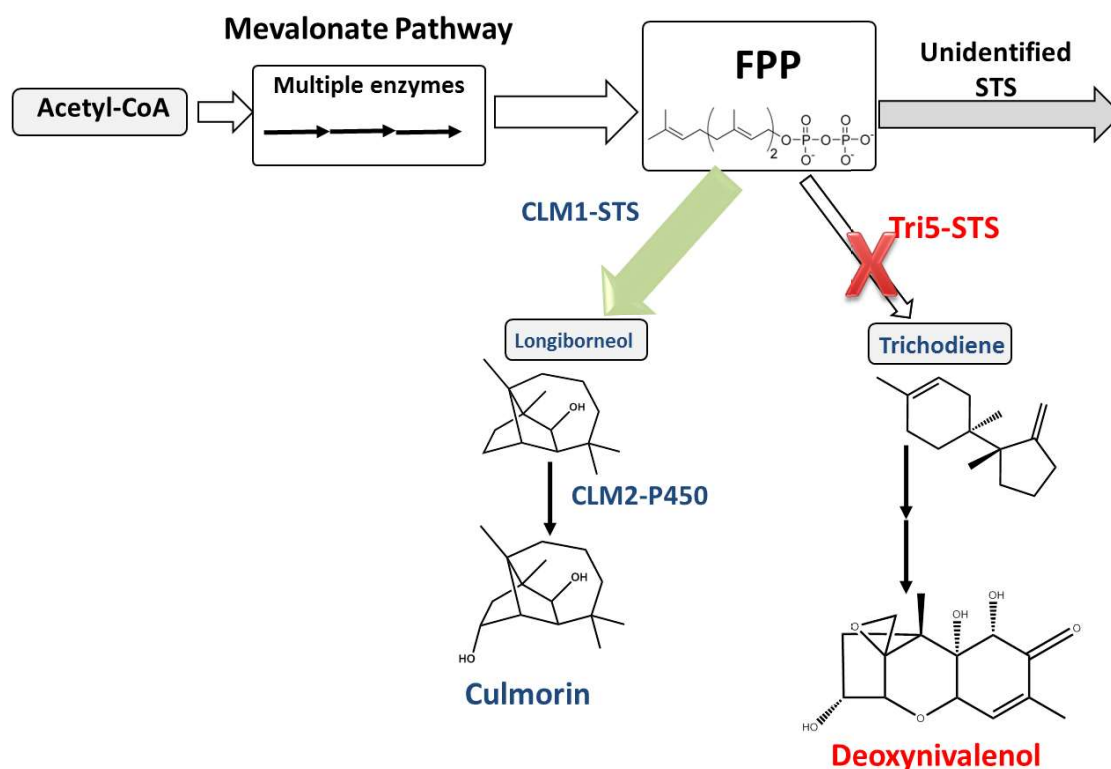 Mevalonate Pathway
Acetyl-CoA
Multiple enzymes
FPP
O
O
O
P
O
P
O⁻
2
O⁻
O⁻
Unidentified
STS
CLM1-STS
Tri5-STS
X
Longiborneol
Trichodiene
OH
CLM2-P450
OH
HO
Culmorin
OH
OH
O
O
O
HO
Deoxynivalenol